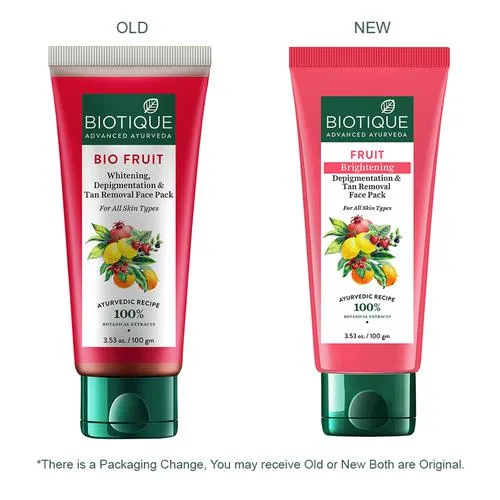 OLD
NEW
BIOTIQUE
ADVANCED AYURVEDA
BIO FRUIT
Whitening,
Depigmentation &
Tan Removal Face Pack
For All Skin Types
AYURVEDIC RECIPE
100%
BOTANICAL EXTRACTS
3.53 oz. / 100 gm
BIOTIQUE
ADVANCED AYURVEDA
FRUIT
Brightening
Depigmentation &
Tan Removal
Face Pack
For All Skin Types
AYURVEDIC RECIPE
100%
BOTANICAL EXTRACTS
3.53 oz. / 100 gm
*There is a Packaging Change, You may receive Old or New Both are Original.